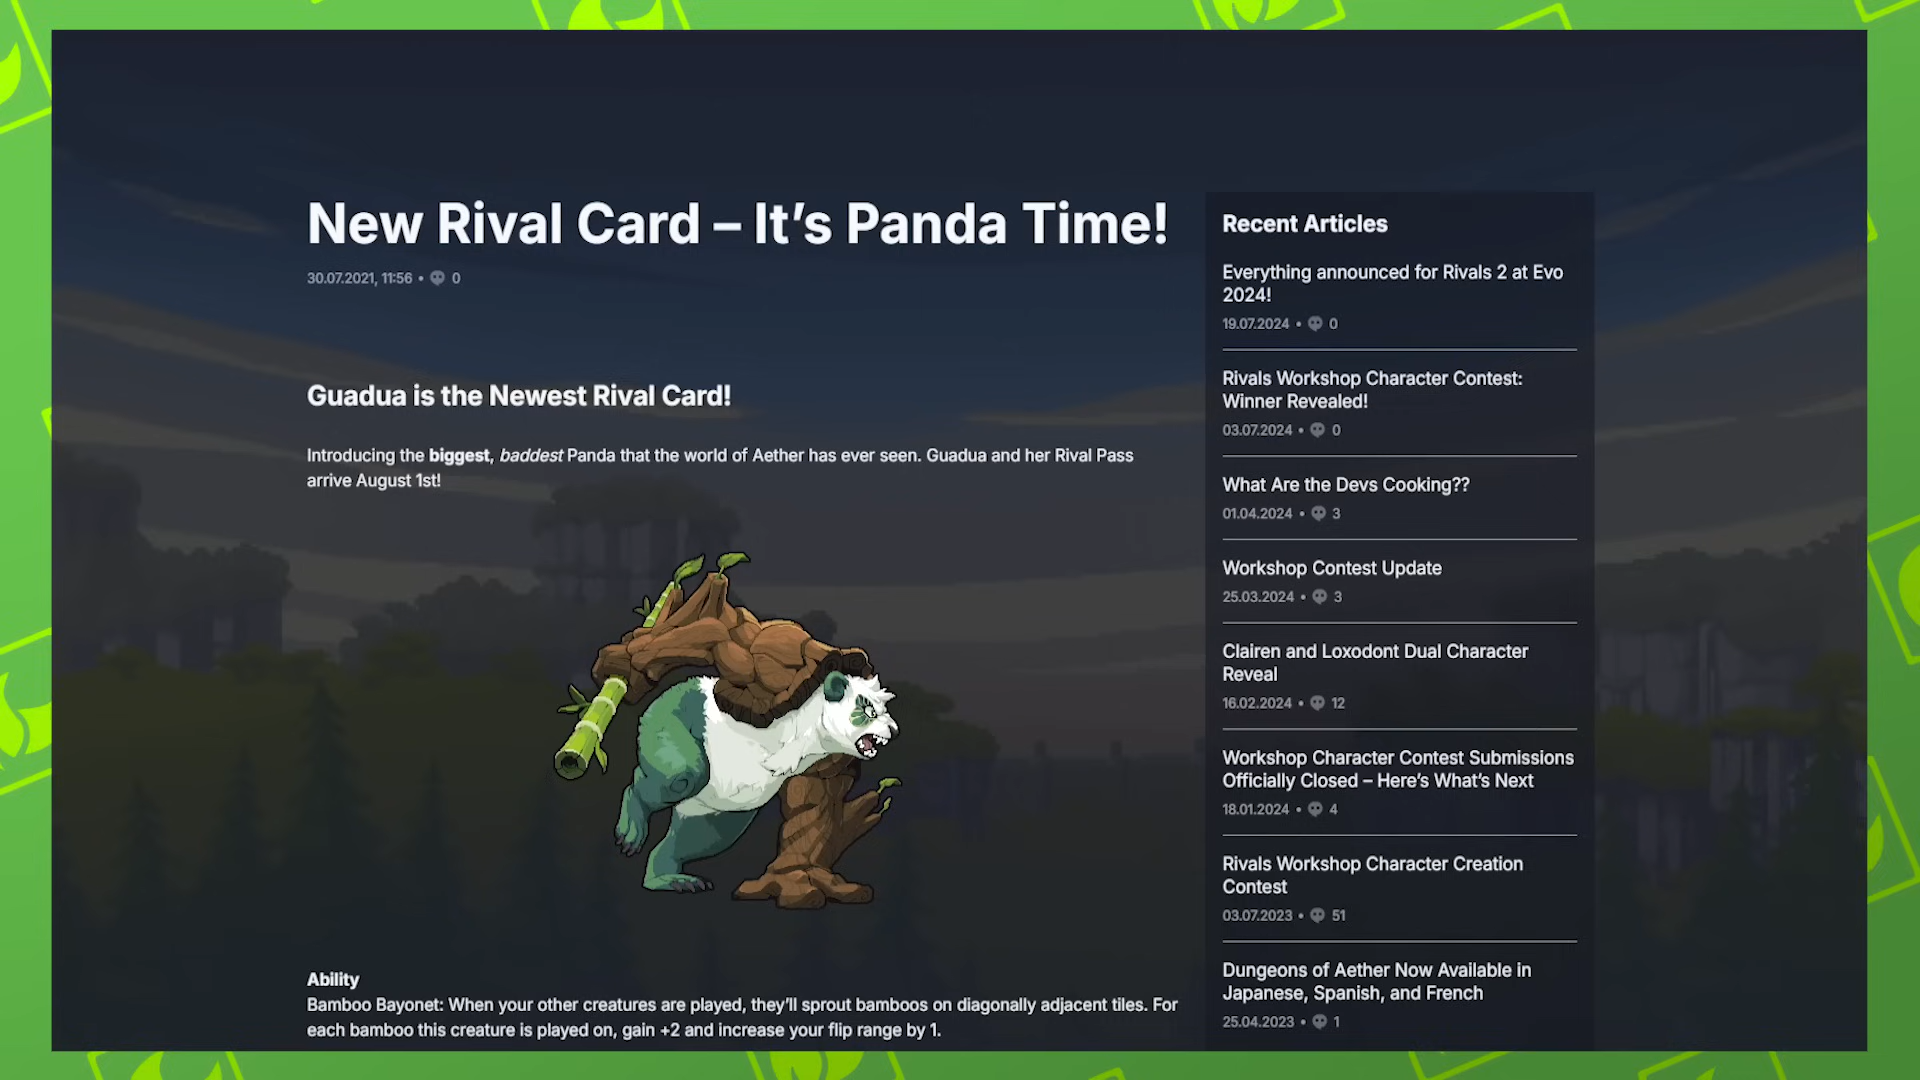 New Rival Card – It’s Panda Time!
30.07.2021, 11:56 • 0
Guadua is the Newest Rival Card!
Introducing the biggest, baddest Panda that the world of Aether has ever seen. Guadua and her Rival Pass
arrive August 1st!
Ability
Bamboo Bayonet: When your other creatures are played, they’ll sprout bamboos on diagonally adjacent tiles. For
each bamboo this creature is played on, gain +2 and increase your flip range by 1.
Recent Articles
Everything announced for Rivals 2 at Evo
2024!
19.07.2024 • 0
Rivals Workshop Character Contest:
Winner Revealed!
03.07.2024 • 0
What Are the Devs Cooking??
01.04.2024 • 3
Workshop Contest Update
25.03.2024 • 3
Clairen and Loxodont Dual Character
Reveal
16.02.2024 • 12
Workshop Character Contest Submissions
Officially Closed – Here’s What’s Next
18.01.2024 • 4
Rivals Workshop Character Creation
Contest
03.07.2023 • 51
Dungeons of Aether Now Available in
Japanese, Spanish, and French
25.04.2023 • 1